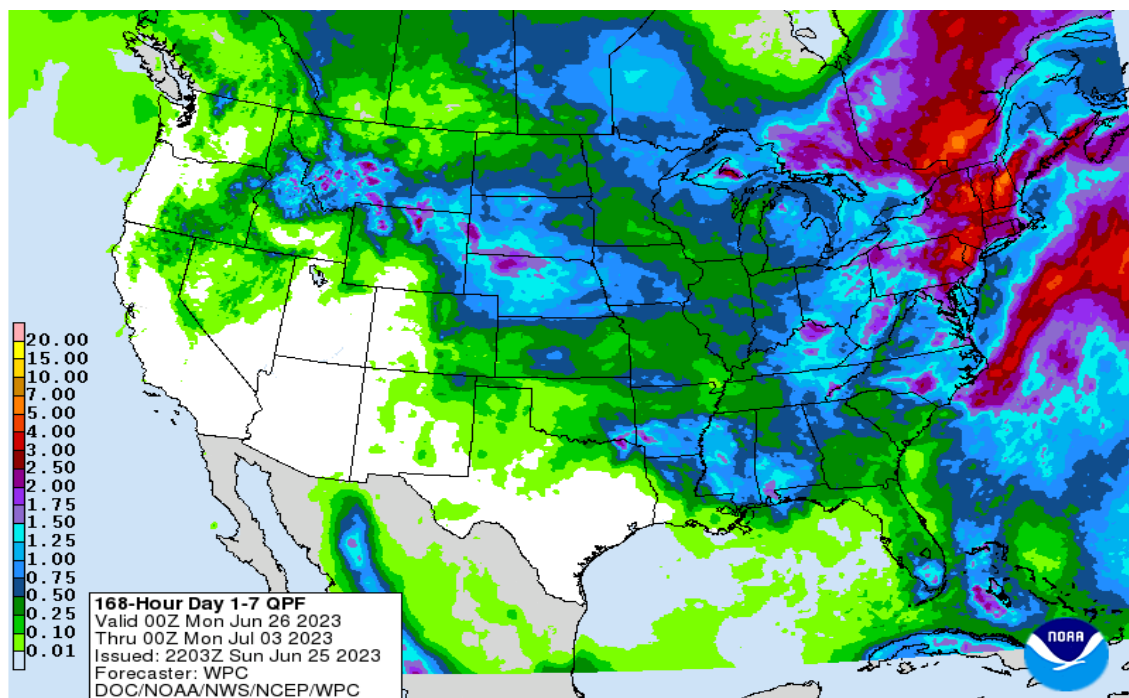 20.00
15.00
10.00
7.00
5.00
4.00
3.00
2.50
2.00
1.75
1.50
1.25
1.00
0.75
0.50
0.25
0.10
0.01
168-Hour Day 1-7 QPF
Valid 00Z Mon Jun 26 2023
Thru 00Z Mon Jul 03 2023
Issued: 2203Z Sun Jun 25 2023
Forecaster: WPC
DOC/NOAA/NWS/NCEP/WPC
NOAA